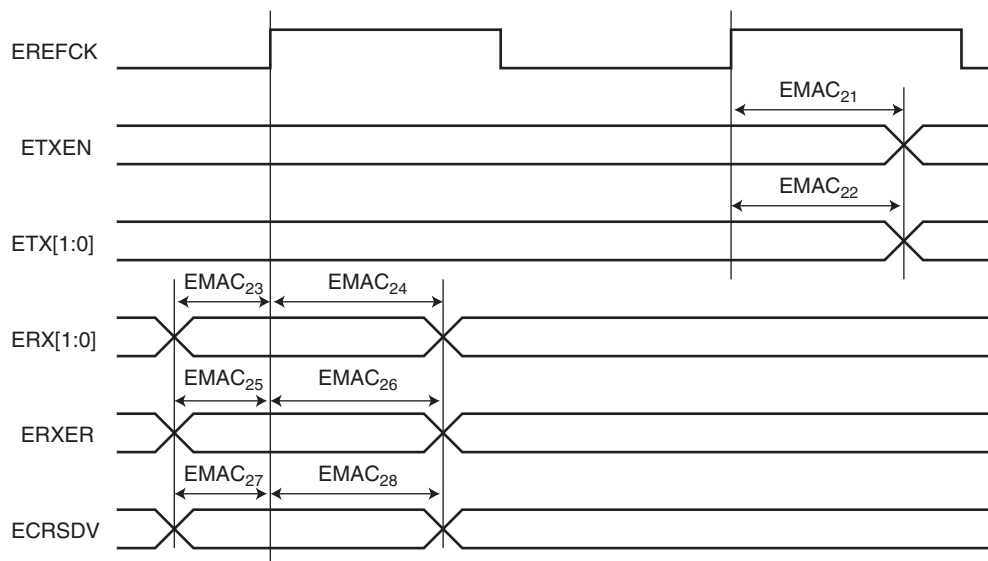 EREFCK
EMAC21
ETXEN
EMAC22
ETX[1:0]
EMAC23 EMAC24
ERX[1:0]
EMAC25 EMAC26
ERXER
EMAC27 EMAC28
ECRSDV